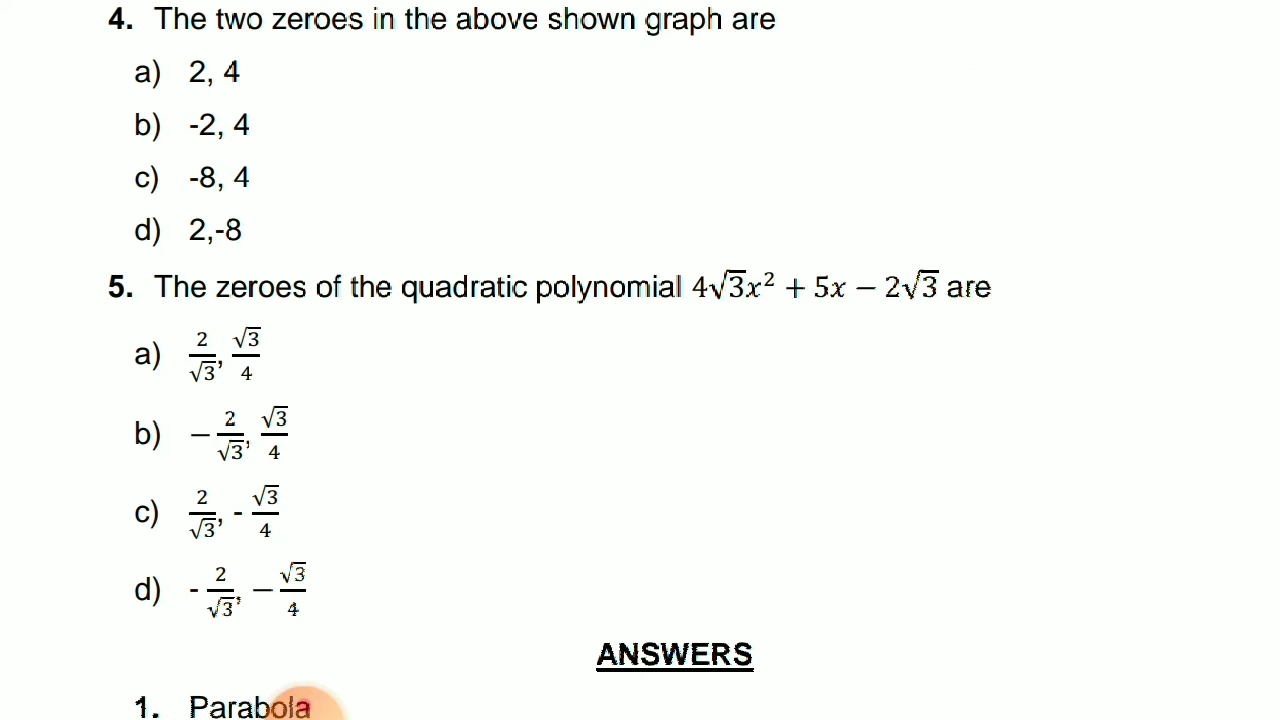 4. The two zeroes in the above shown graph are
a) 2, 4
b) -2, 4
c) -8, 4
d) 2,-8
5. The zeroes of the quadratic polynomial 4√3x² + 5x − 2√3 are
a) 2/√3, √3/4
b) −2/√3, √3/4
c) 2/√3, -√3/4
d) -2/√3, −√3/4
ANSWERS
1. Parabola